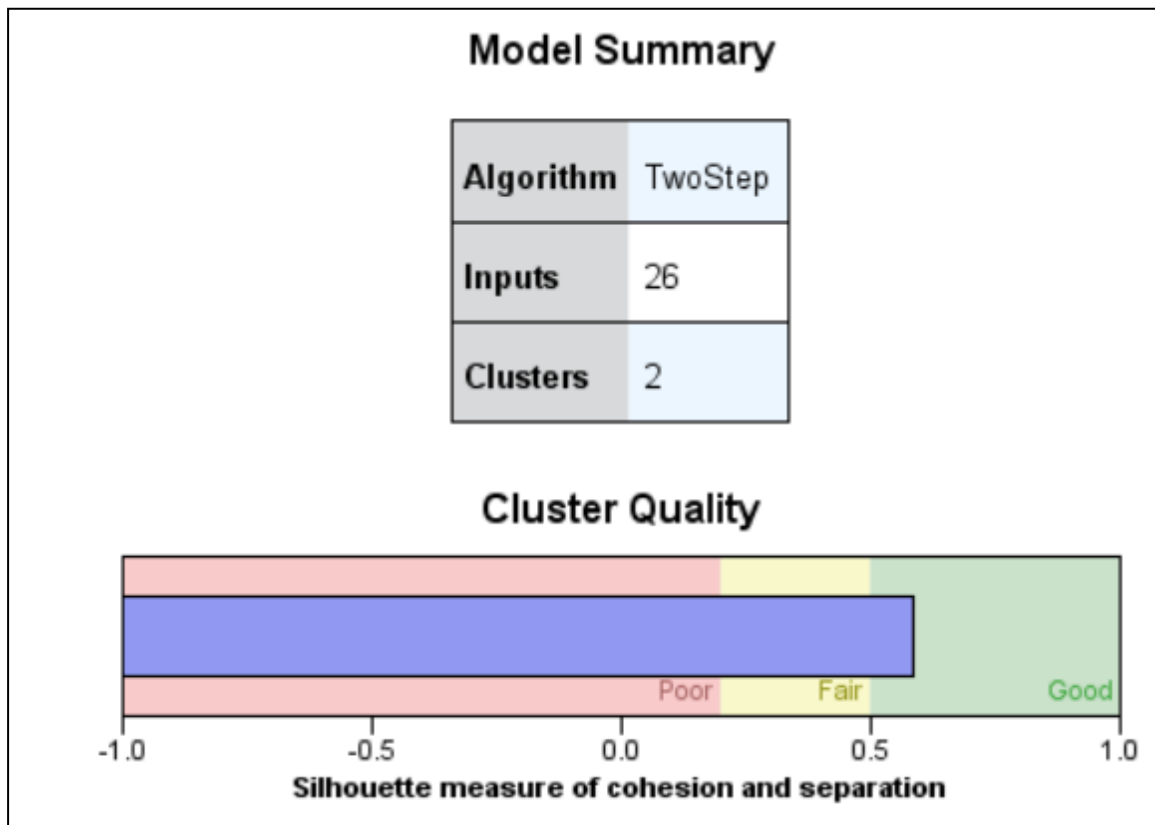 Model Summary
Algorithm TwoStep
Inputs 26
Clusters 2
Cluster Quality
Poor Fair Good
-1.0 -0.5 0.0 0.5 1.0
Silhouette measure of cohesion and separation